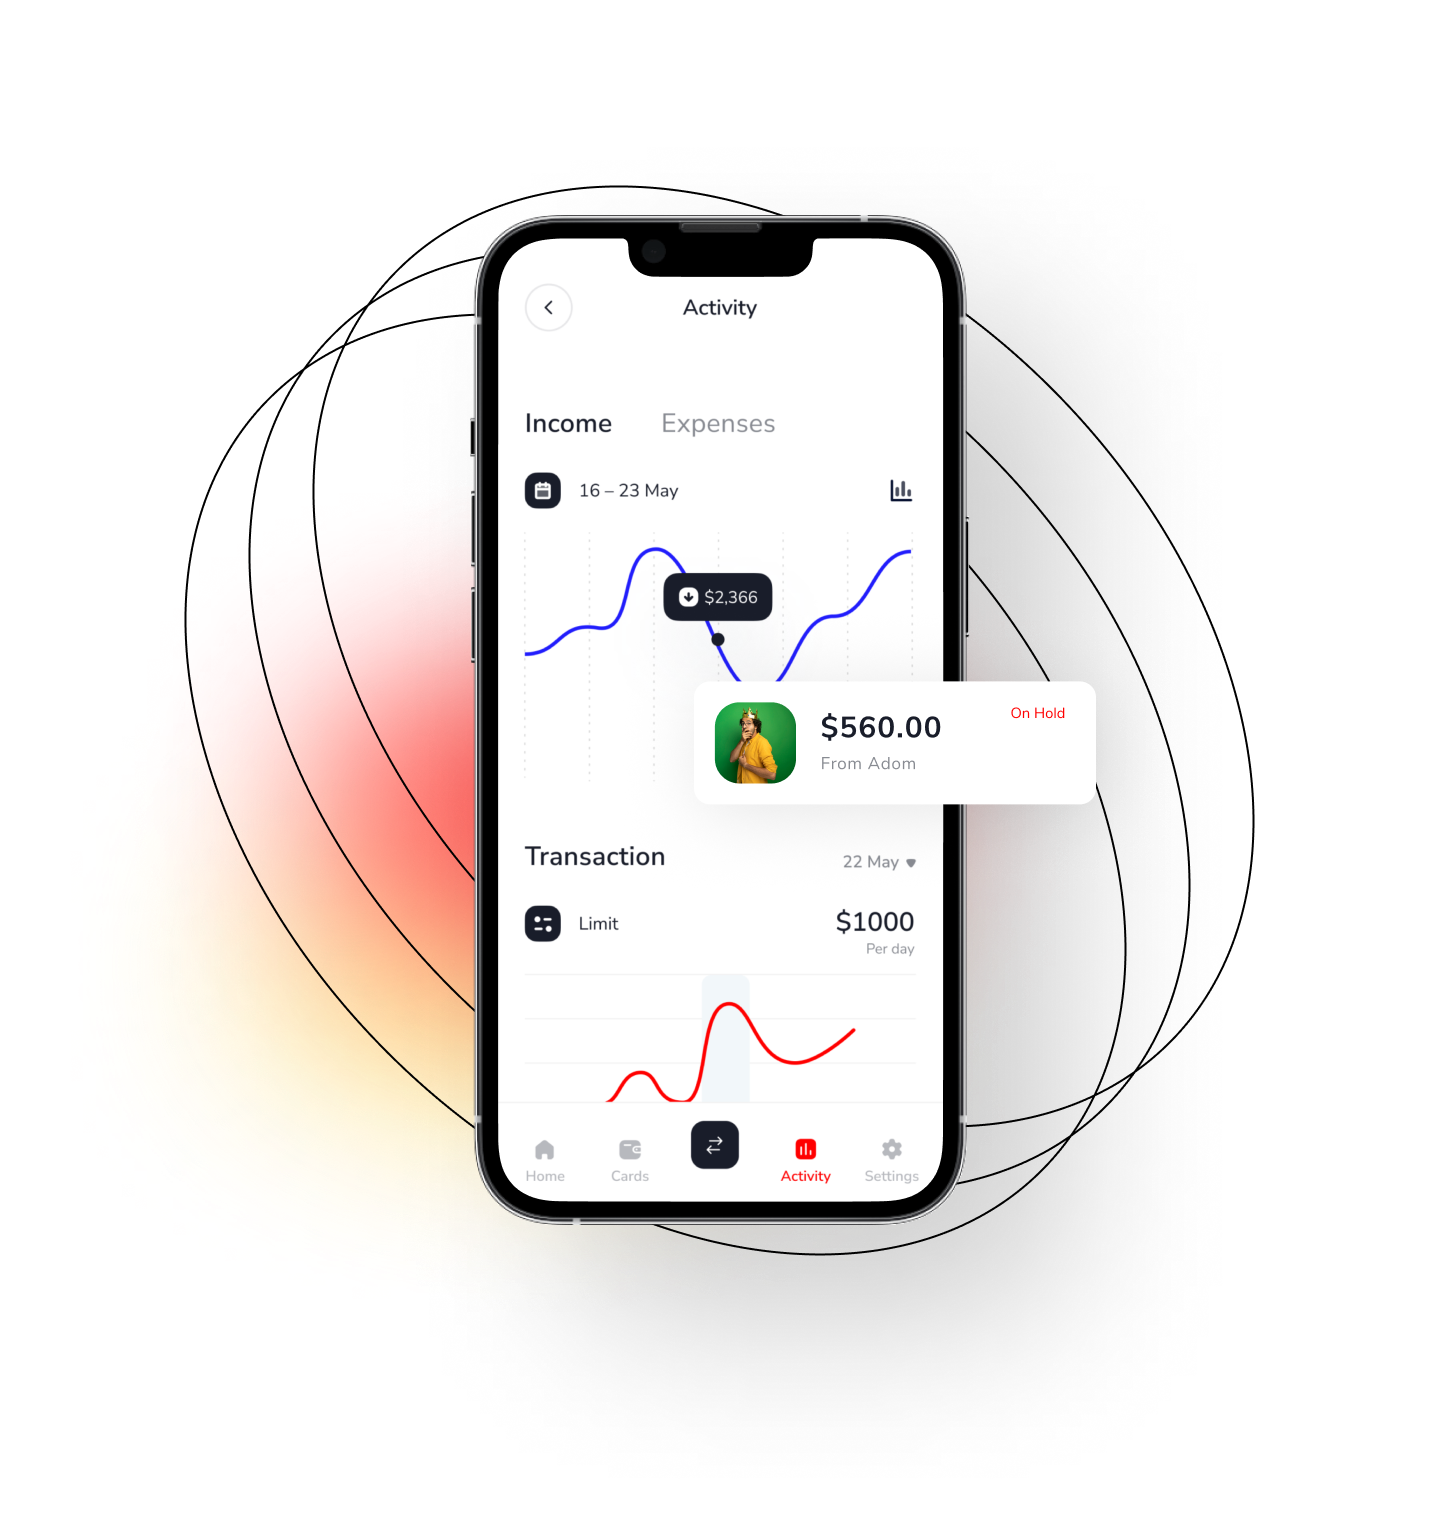 Activity
Income Expenses
16 – 23 May
$2,366
On Hold
$560.00
From Adom
Transaction 22 May
Limit $1000
Per day
Home Cards Activity Settings